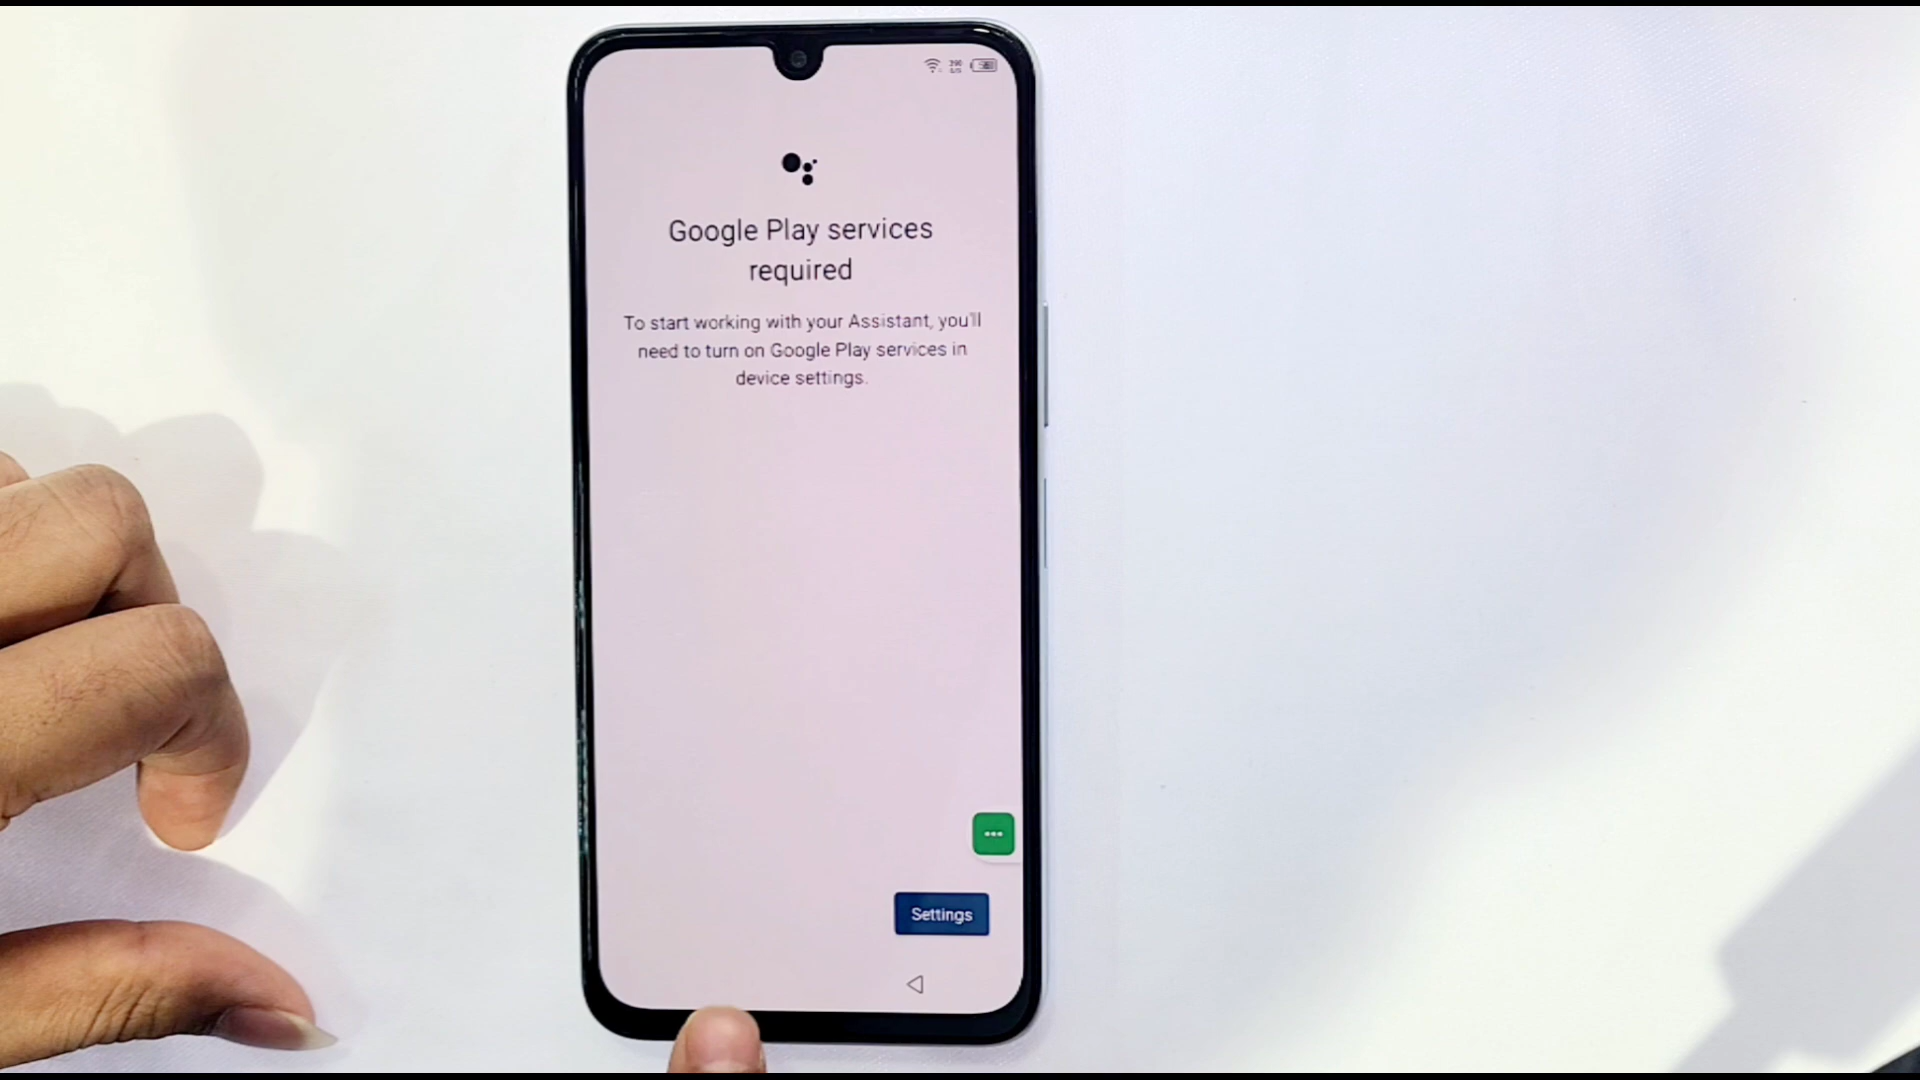 Google Play services
required
To start working with your Assistant, you'll
need to turn on Google Play services in
device settings.
Settings